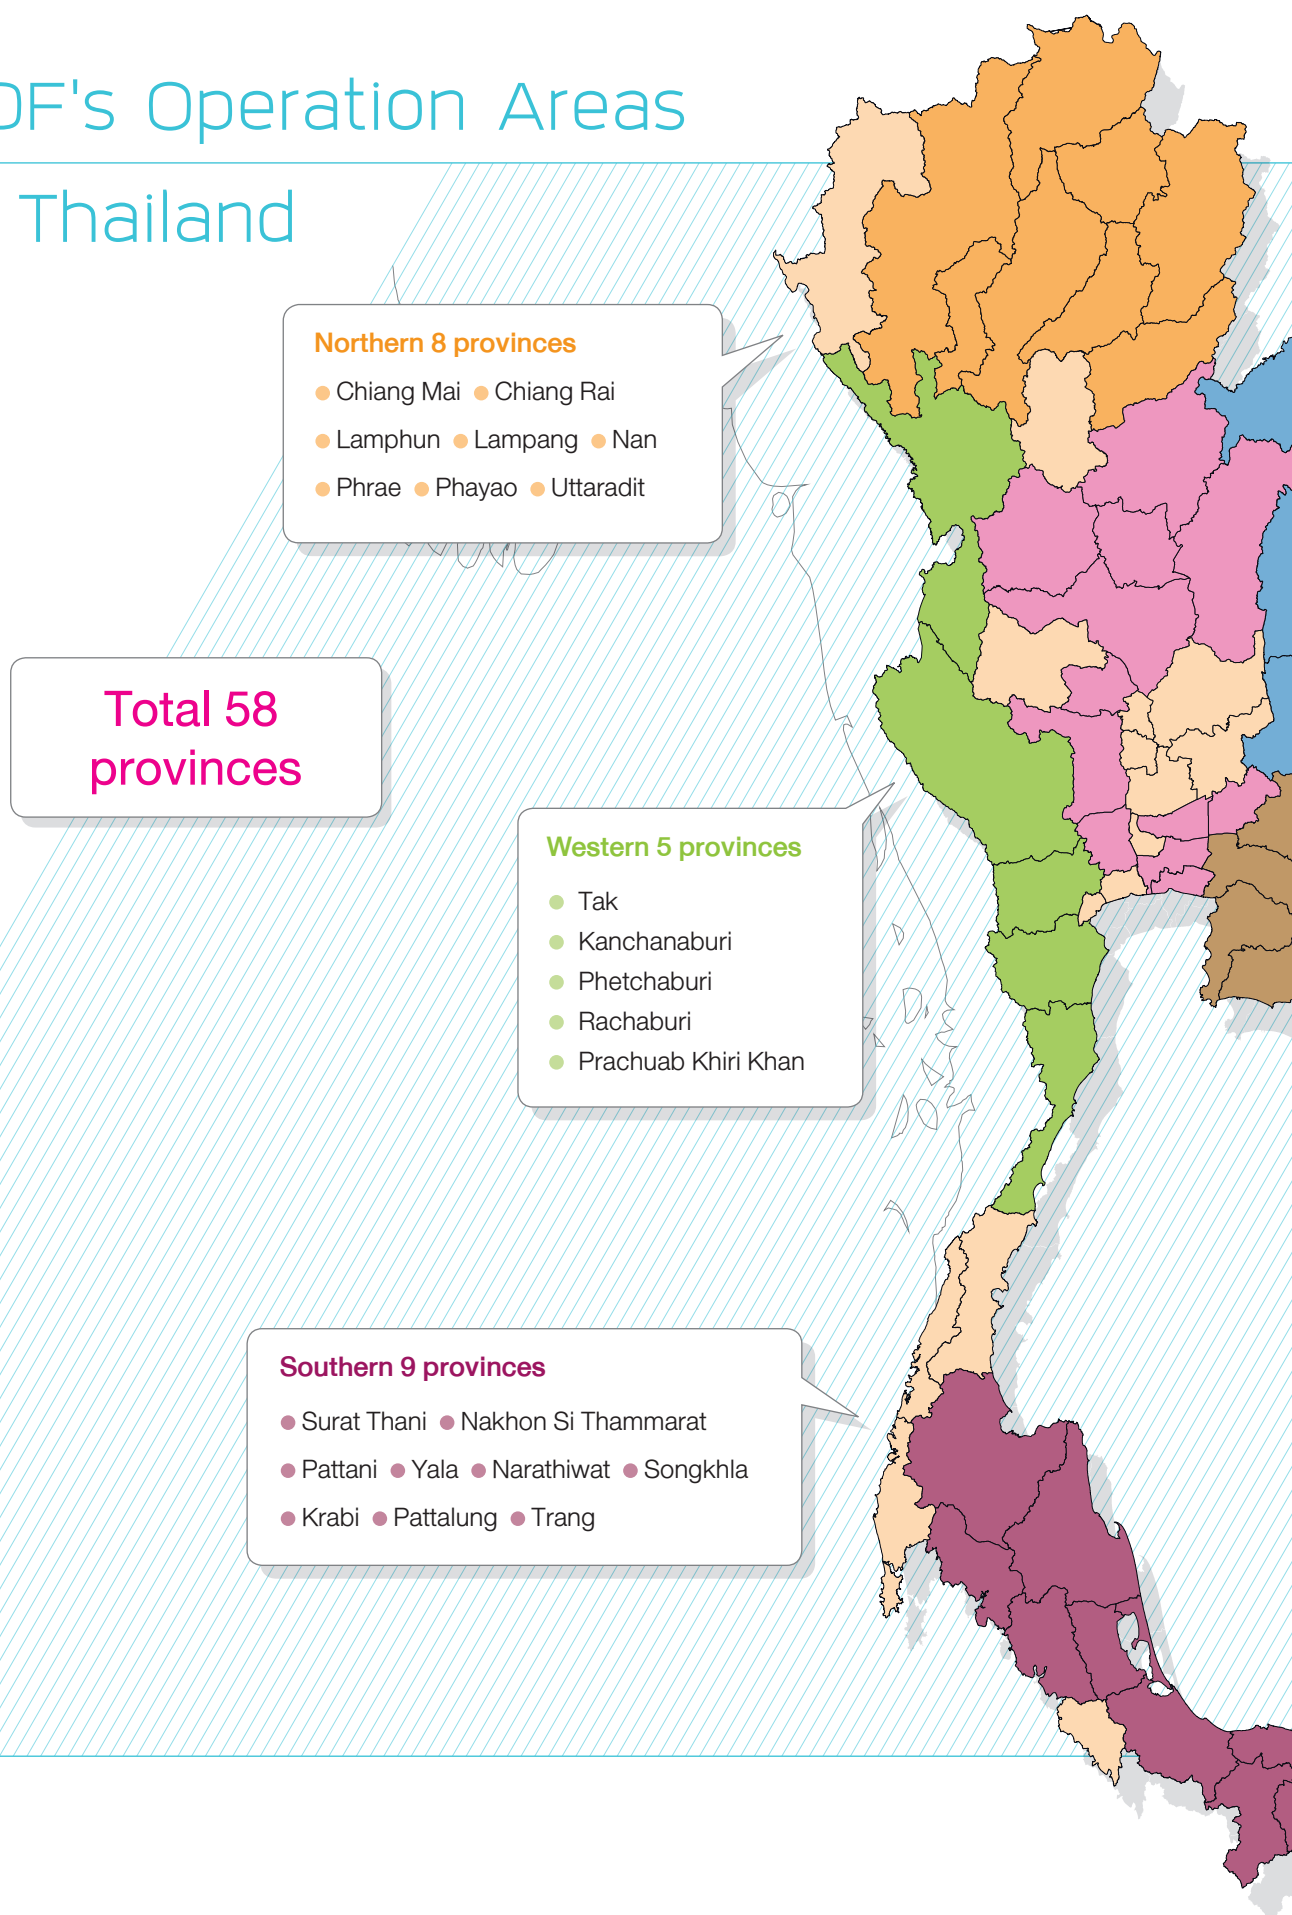 DF's Operation Areas
Thailand
Northern 8 provinces
Chiang Mai Chiang Rai
Lamphun Lampang Nan
Phrae Phayao Uttaradit
Total 58
provinces
Western 5 provinces
Tak
Kanchanaburi
Phetchaburi
Rachaburi
Prachuab Khiri Khan
Southern 9 provinces
Surat Thani Nakhon Si Thammarat
Pattani Yala Narathiwat Songkhla
Krabi Pattalung Trang